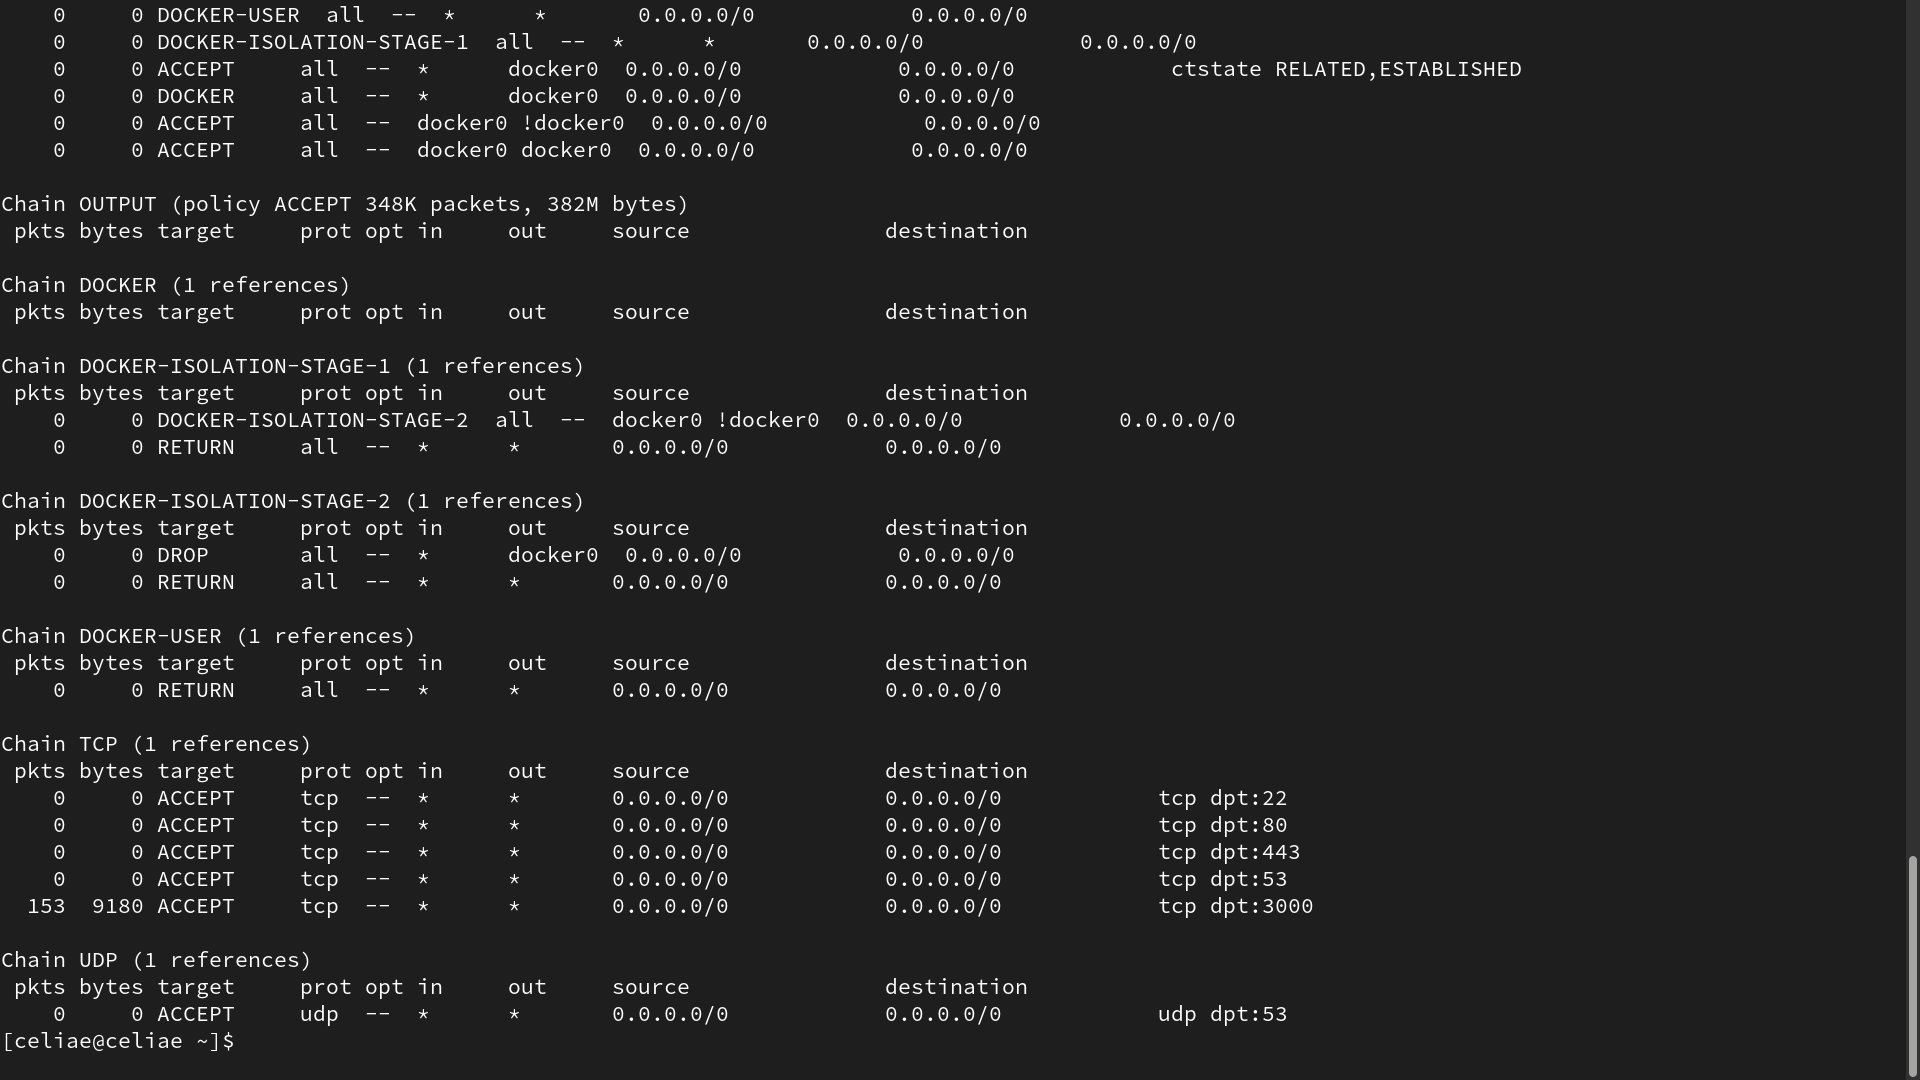 0 0 DOCKER-USER all -- * * 0.0.0.0/0 0.0.0.0/0
0 0 DOCKER-ISOLATION-STAGE-1 all -- * * 0.0.0.0/0 0.0.0.0/0
0 0 ACCEPT all -- * docker0 0.0.0.0/0 0.0.0.0/0 ctstate RELATED,ESTABLISHED
0 0 DOCKER all -- * docker0 0.0.0.0/0 0.0.0.0/0
0 0 ACCEPT all -- docker0 !docker0 0.0.0.0/0 0.0.0.0/0
0 0 ACCEPT all -- docker0 docker0 0.0.0.0/0 0.0.0.0/0
Chain OUTPUT (policy ACCEPT 348K packets, 382M bytes)
pkts bytes target prot opt in out source destination
Chain DOCKER (1 references)
pkts bytes target prot opt in out source destination
Chain DOCKER-ISOLATION-STAGE-1 (1 references)
pkts bytes target prot opt in out source destination
0 0 DOCKER-ISOLATION-STAGE-2 all -- docker0 !docker0 0.0.0.0/0 0.0.0.0/0
0 0 RETURN all -- * * 0.0.0.0/0 0.0.0.0/0
Chain DOCKER-ISOLATION-STAGE-2 (1 references)
pkts bytes target prot opt in out source destination
0 0 DROP all -- * docker0 0.0.0.0/0 0.0.0.0/0
0 0 RETURN all -- * * 0.0.0.0/0 0.0.0.0/0
Chain DOCKER-USER (1 references)
pkts bytes target prot opt in out source destination
0 0 RETURN all -- * * 0.0.0.0/0 0.0.0.0/0
Chain TCP (1 references)
pkts bytes target prot opt in out source destination
0 0 ACCEPT tcp -- * * 0.0.0.0/0 0.0.0.0/0 tcp dpt:22
0 0 ACCEPT tcp -- * * 0.0.0.0/0 0.0.0.0/0 tcp dpt:80
0 0 ACCEPT tcp -- * * 0.0.0.0/0 0.0.0.0/0 tcp dpt:443
0 0 ACCEPT tcp -- * * 0.0.0.0/0 0.0.0.0/0 tcp dpt:53
153 9180 ACCEPT tcp -- * * 0.0.0.0/0 0.0.0.0/0 tcp dpt:3000
Chain UDP (1 references)
pkts bytes target prot opt in out source destination
0 0 ACCEPT udp -- * * 0.0.0.0/0 0.0.0.0/0 udp dpt:53
[celiae@celiae ~]$